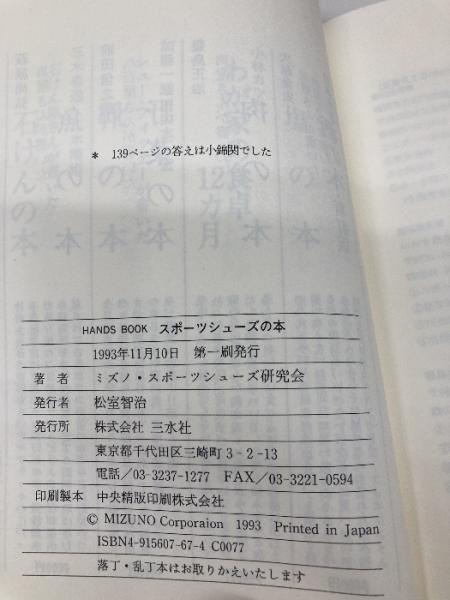 * 139ページの答えは小錦関でした
HANDS BOOK スポーツシューズの本
1993年11月10日 第一刷発行
著者 ミズノ・スポーツシューズ研究会
発行者 松室智治
発行所 株式会社 三水社
東京都千代田区三崎町3-2-13
電話/03-3237-1277 FAX/03-3221-0594
印刷製本 中央精版印刷株式会社
© MIZUNO Corporaion 1993 Printed in Japan
ISBN4-915607-67-4 C0077
落丁・乱丁本はお取りかえいたします